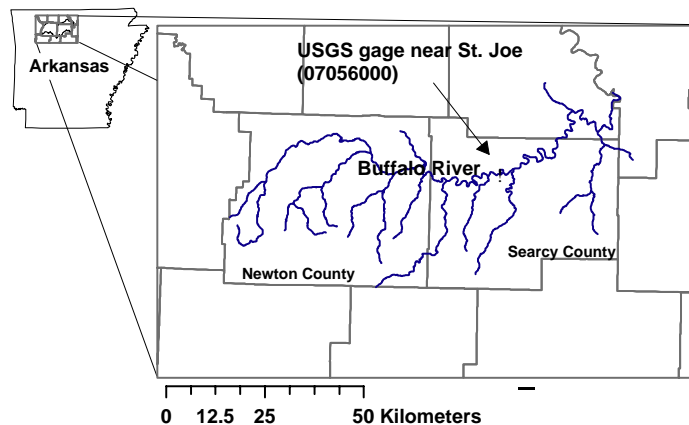 USGS gage near St. Joe
(07056000)
Arkansas
Buffalo River
Searcy County
Newton County
0 12.5 25 50 Kilometers